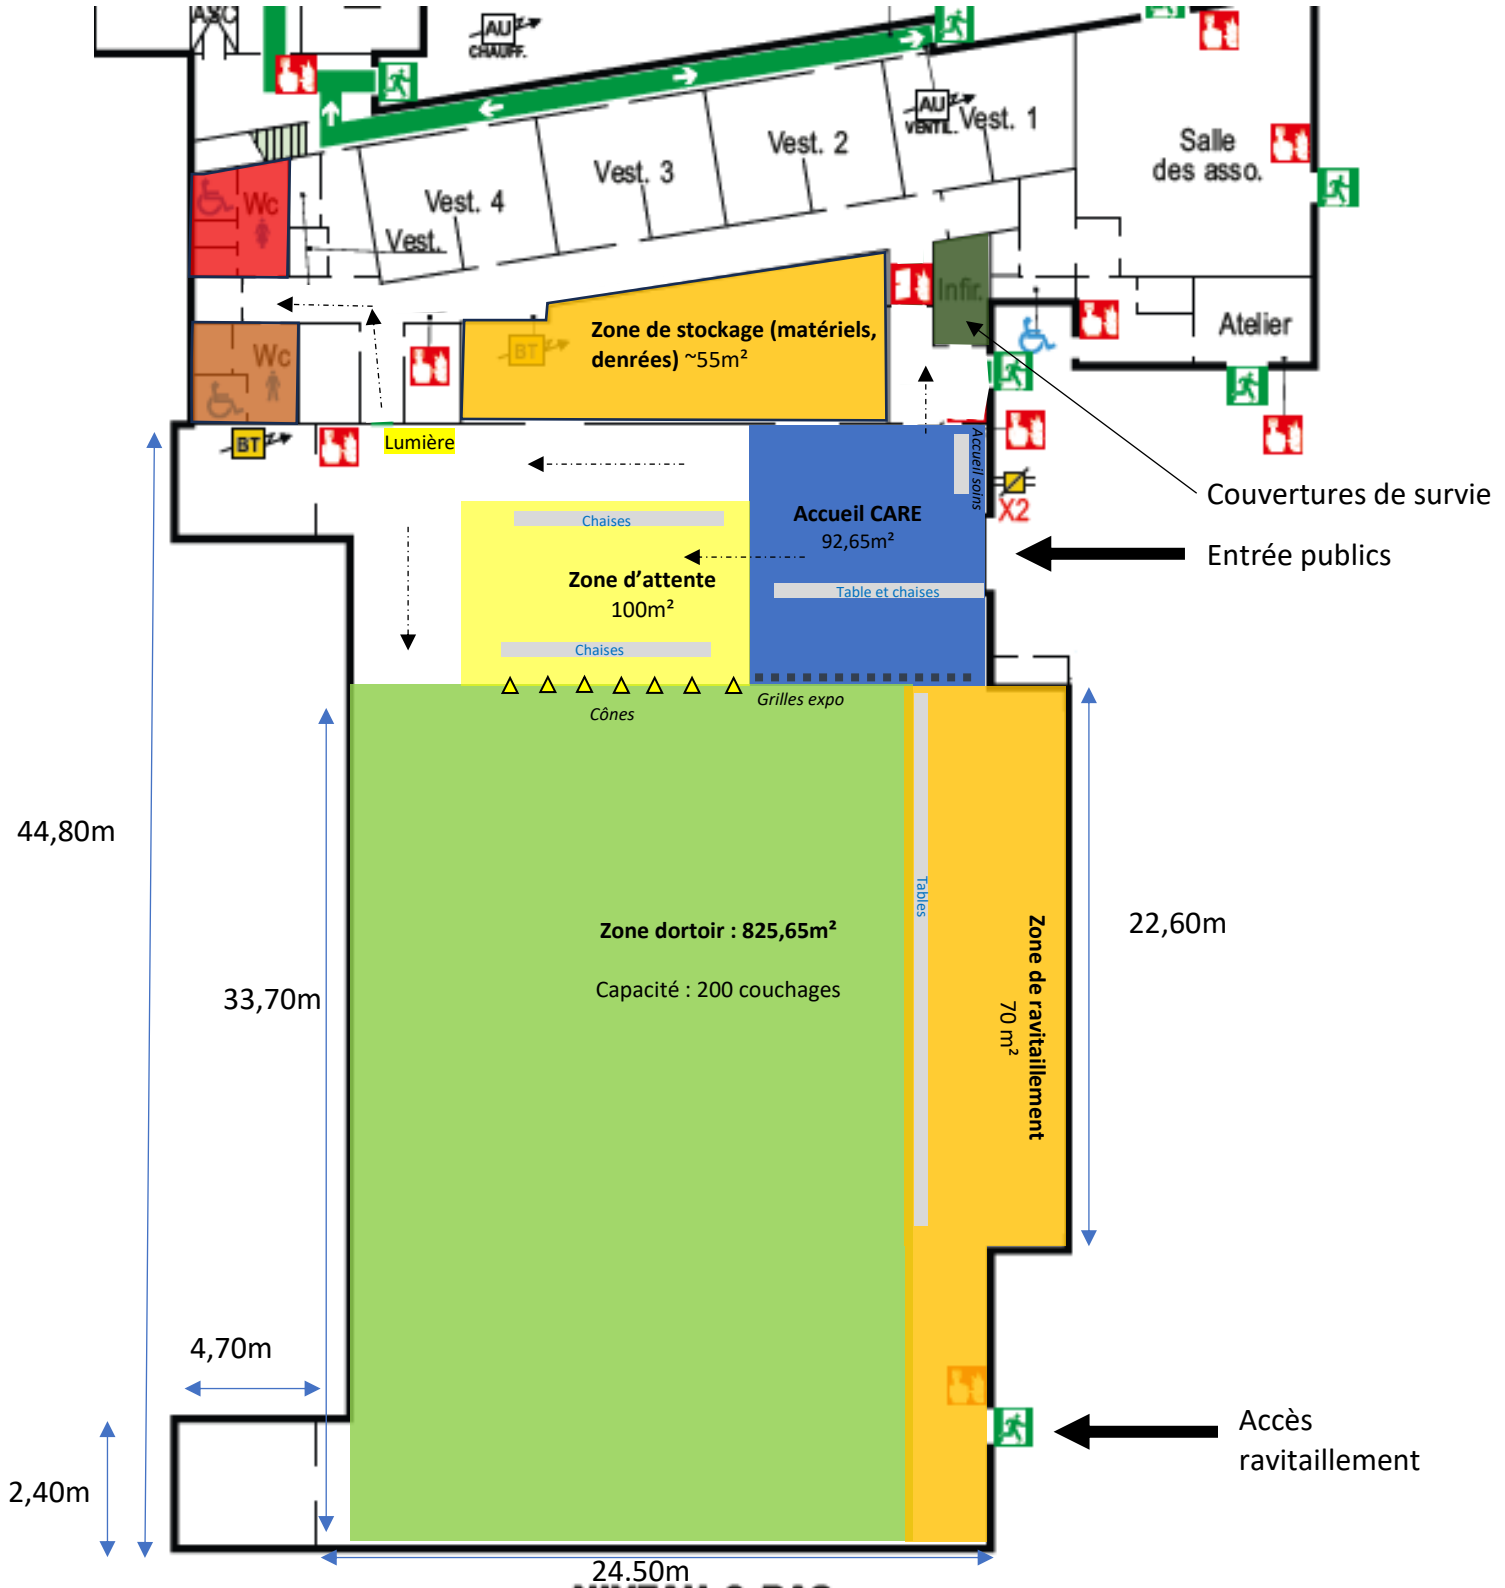 ASC
AU
CHAUFF.
AU
VENTIL.
Vest. 1
Vest. 2
Vest. 3
Vest. 4
Vest.
Salle
des asso.
Wc
Infir.
Zone de stockage (matériels,
denrées) ~55m²
BT
Atelier
Wc
BT
Lumière
Accueil soins
X2
Couvertures de survie
Chaises
Accueil CARE
92,65m²
Entrée publics
Zone d'attente
100m²
Table et chaises
Chaises
Cônes
Grilles expo
44,80m
33,70m
Tables
Zone dortoir : 825,65m²
Capacité : 200 couchages
Zone de ravitaillement
70 m²
22,60m
4,70m
2,40m
Accès
ravitaillement
24.50m